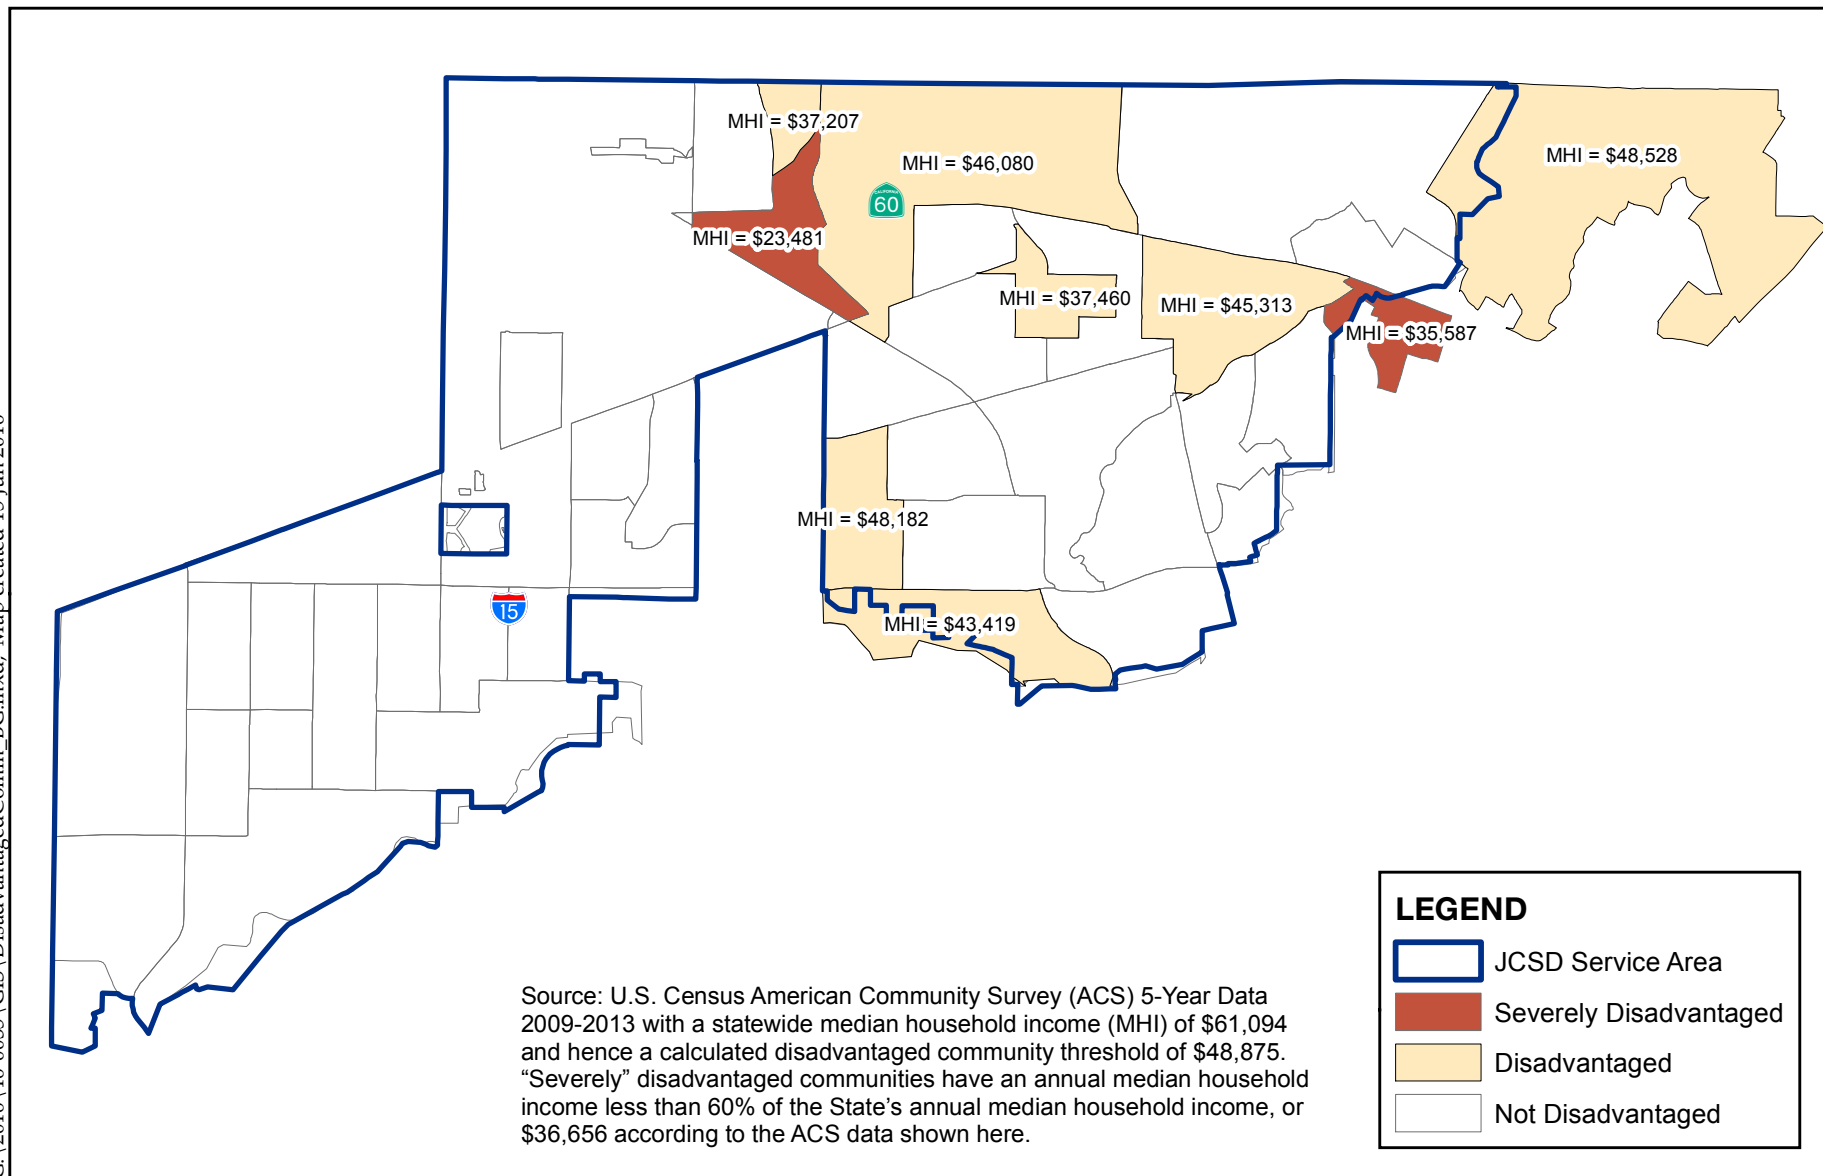 MHI = $37,207
MHI = $46,080
MHI = $48,528
CALIFORNIA
60
MHI = $23,481
MHI = $37,460
MHI = $45,313
MHI = $35,587
MHI = $48,182
15
MHI = $43,419
LEGEND
JCSD Service Area
Severely Disadvantaged
Disadvantaged
Not Disadvantaged
Source: U.S. Census American Community Survey (ACS) 5-Year Data
2009-2013 with a statewide median household income (MHI) of $61,094
and hence a calculated disadvantaged community threshold of $48,875.
“Severely” disadvantaged communities have an annual median household
income less than 60% of the State’s annual median household income, or
$36,656 according to the ACS data shown here.